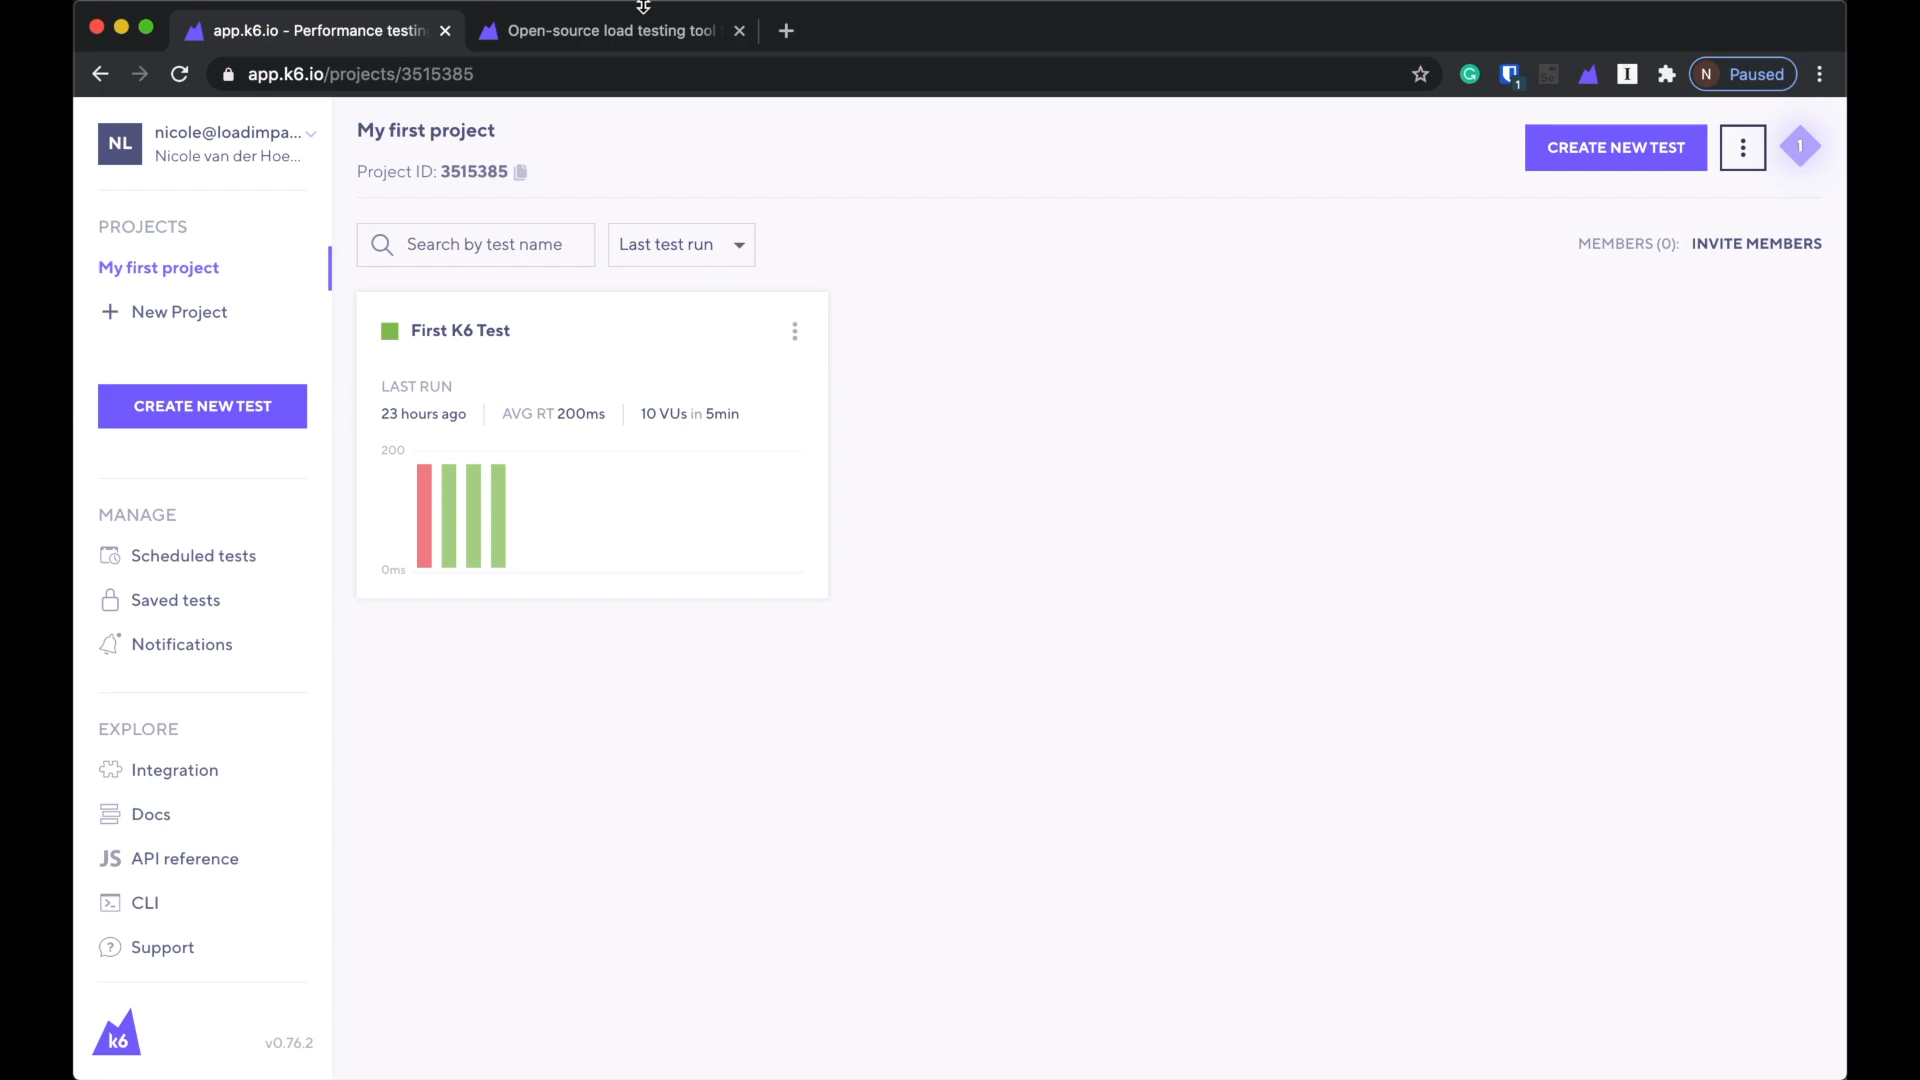 app.k6.io - Performance testin
Open-source load testing tool
app.k6.io/projects/3515385
1
N Paused
NL
nicole@loadimpa...
Nicole van der Hoe...
My first project
Project ID: 3515385
CREATE NEW TEST
1
PROJECTS
My first project
New Project
CREATE NEW TEST
MANAGE
Scheduled tests
Saved tests
Notifications
EXPLORE
Integration
Docs
JS API reference
CLI
Support
k6
v0.76.2
Search by test name
Last test run
MEMBERS (0): INVITE MEMBERS
First K6 Test
LAST RUN
23 hours ago AVG RT 200ms 10 VUs in 5min
200
0ms